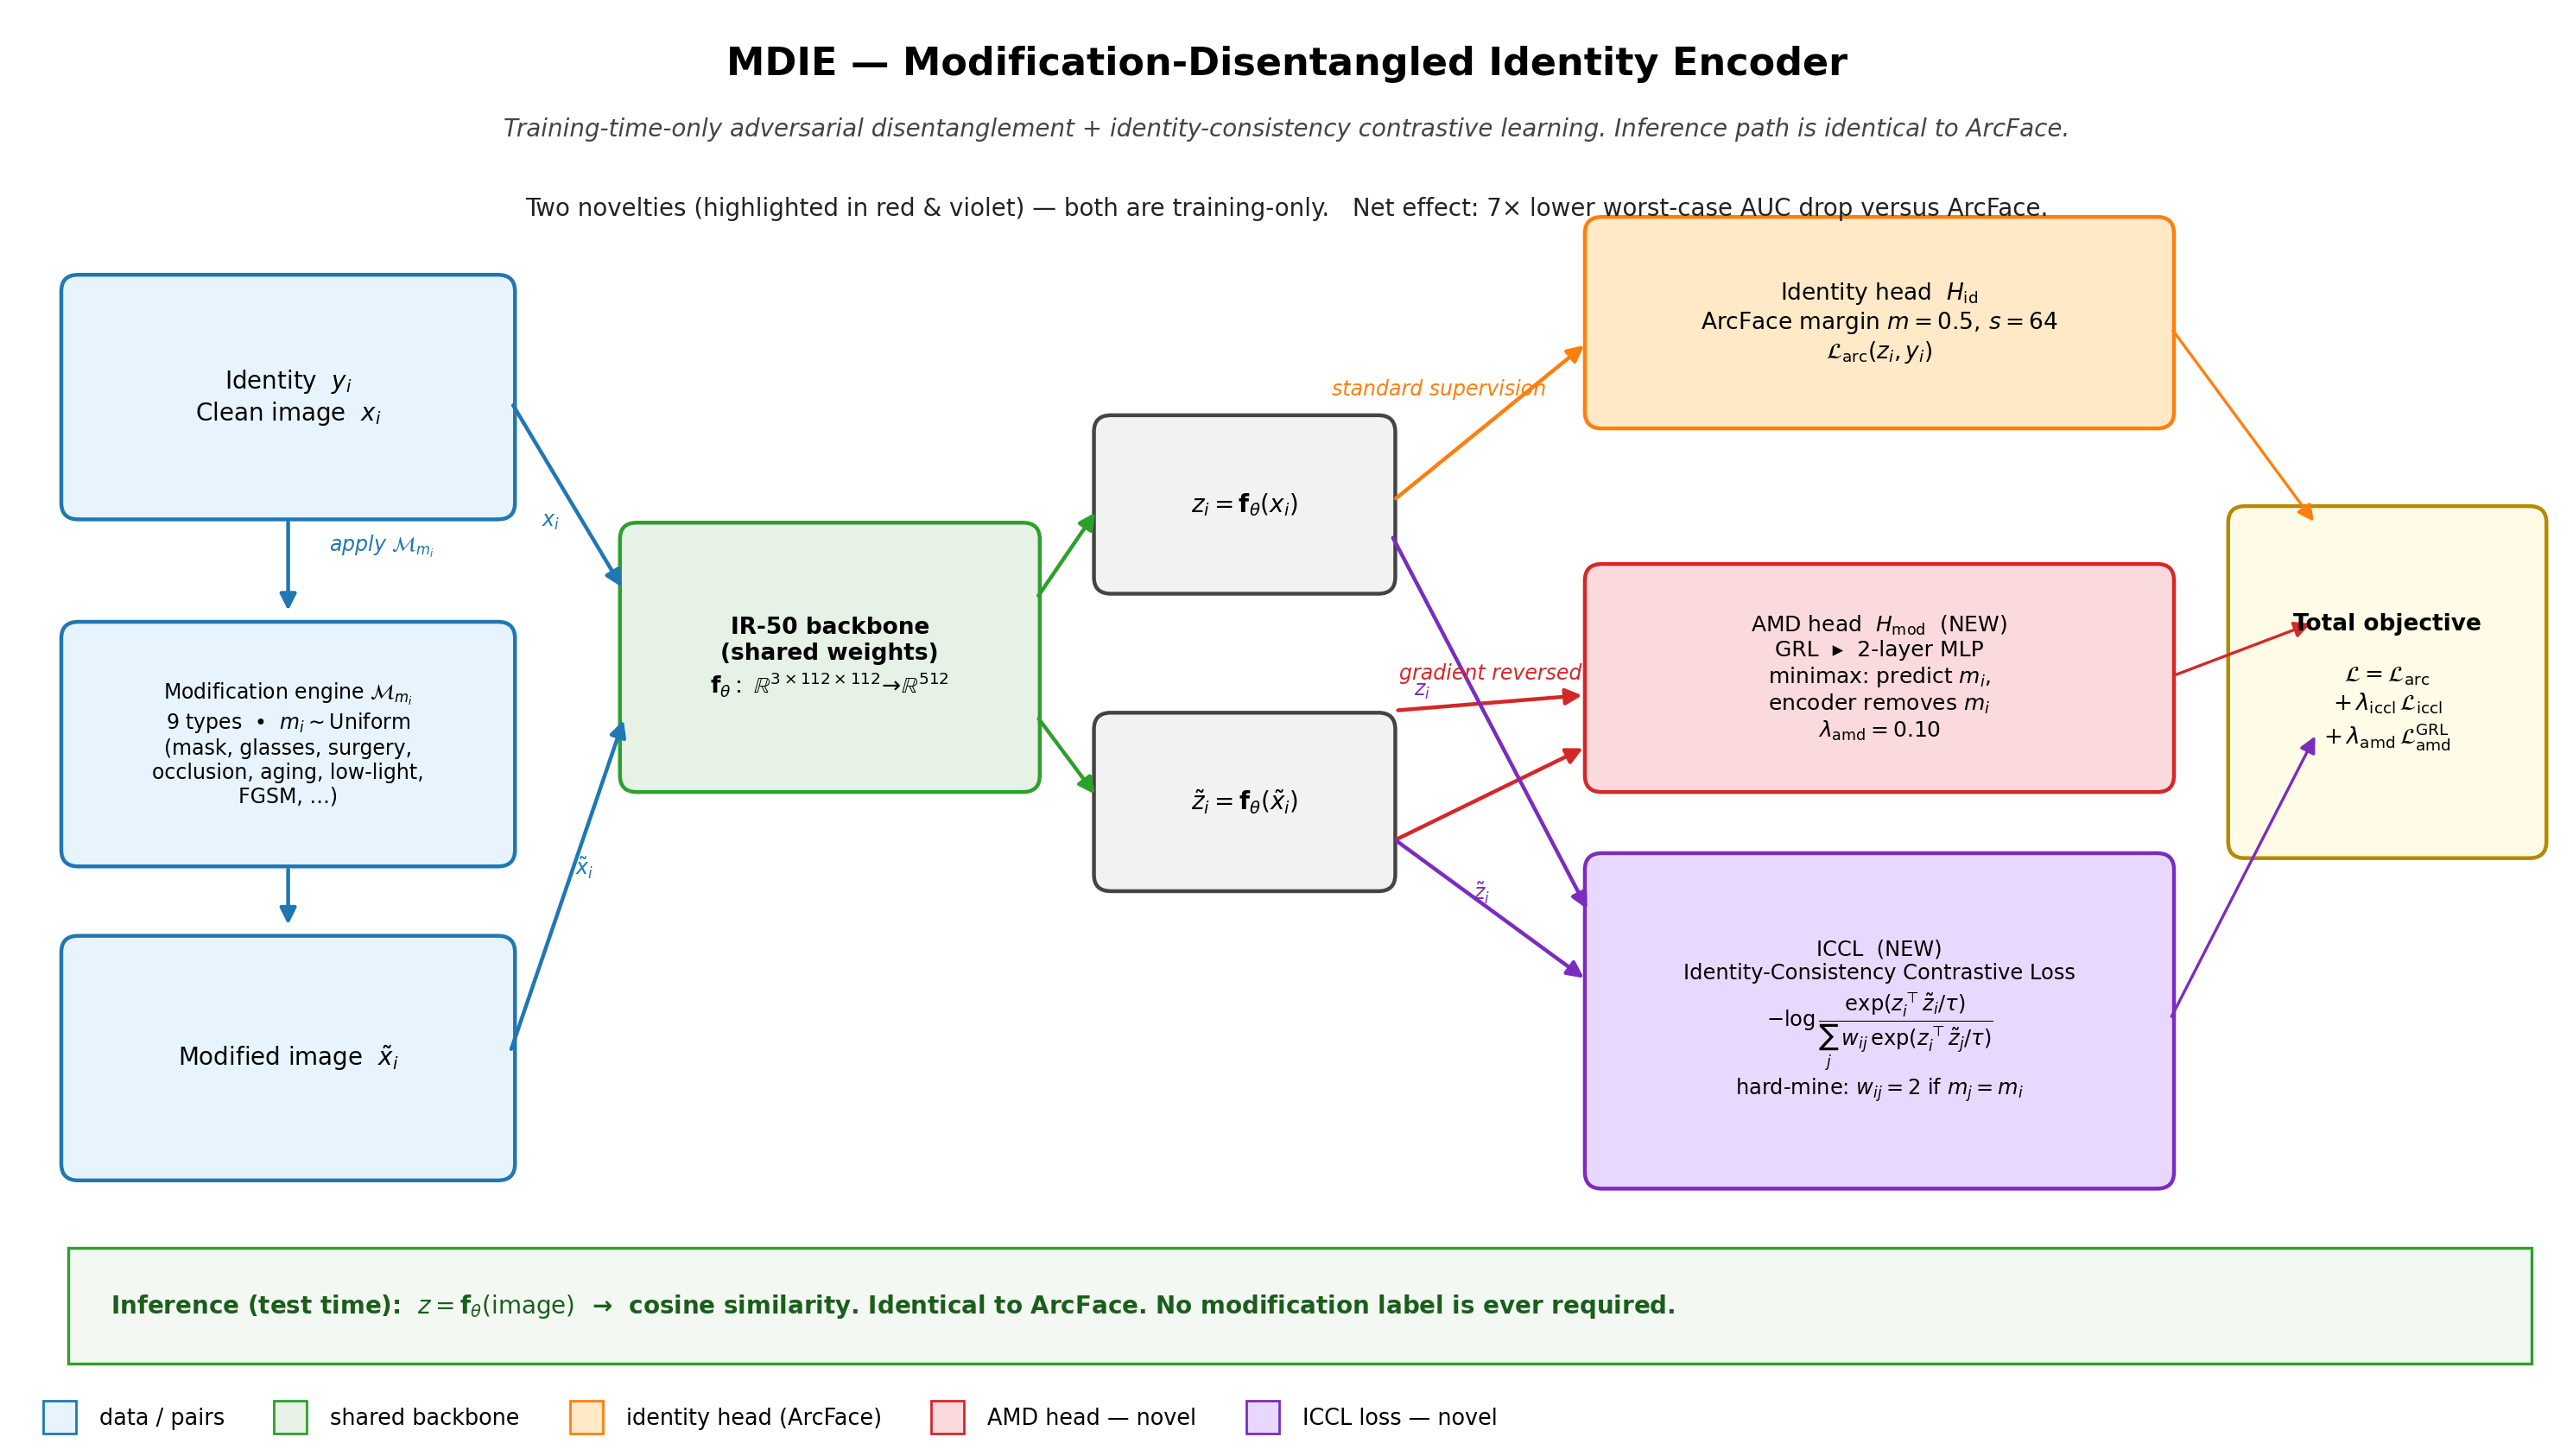 MDIE — Modification-Disentangled Identity Encoder
Training-time-only adversarial disentanglement + identity-consistency contrastive learning. Inference path is identical to ArcFace.
Two novelties (highlighted in red & violet) — both are training-only.   Net effect: 7× lower worst-case AUC drop versus ArcFace.
Identity  y_i
Clean image  x_i
apply ℳ_{m_i}
x_i
Modification engine ℳ_{m_i}
9 types  •  m_i ∼ Uniform
(mask, glasses, surgery,
occlusion, aging, low-light,
FGSM, ...)
x̃_i
Modified image  x̃_i
IR-50 backbone
(shared weights)
f_θ : ℝ^{3×112×112}→ℝ^{512}
z_i = f_θ(x_i)
z̃_i = f_θ(x̃_i)
standard supervision
gradient reversed
z_i
z̃_i
Identity head  H_id
ArcFace margin m = 0.5, s = 64
ℒ_arc(z_i, y_i)
AMD head  H_mod  (NEW)
GRL  ▸  2-layer MLP
minimax: predict m_i,
encoder removes m_i
λ_amd = 0.10
ICCL  (NEW)
Identity-Consistency Contrastive Loss
−log exp(z_i^⊤ z̃_i/τ) / ∑_j w_ij exp(z_i^⊤ z̃_j/τ)
hard-mine: w_ij = 2 if m_j = m_i
Total objective
ℒ = ℒ_arc
+ λ_iccl ℒ_iccl
+ λ_amd ℒ_amd^GRL
Inference (test time):  z = f_θ(image)  →  cosine similarity. Identical to ArcFace. No modification label is ever required.
data / pairs
shared backbone
identity head (ArcFace)
AMD head — novel
ICCL loss — novel